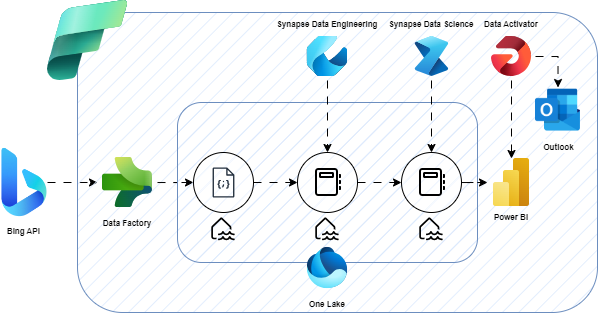 Synapse Data Engineering
Synapse Data Science
Data Activator
O
Outlook
{;}
Bing API
Data Factory
Power BI
One Lake